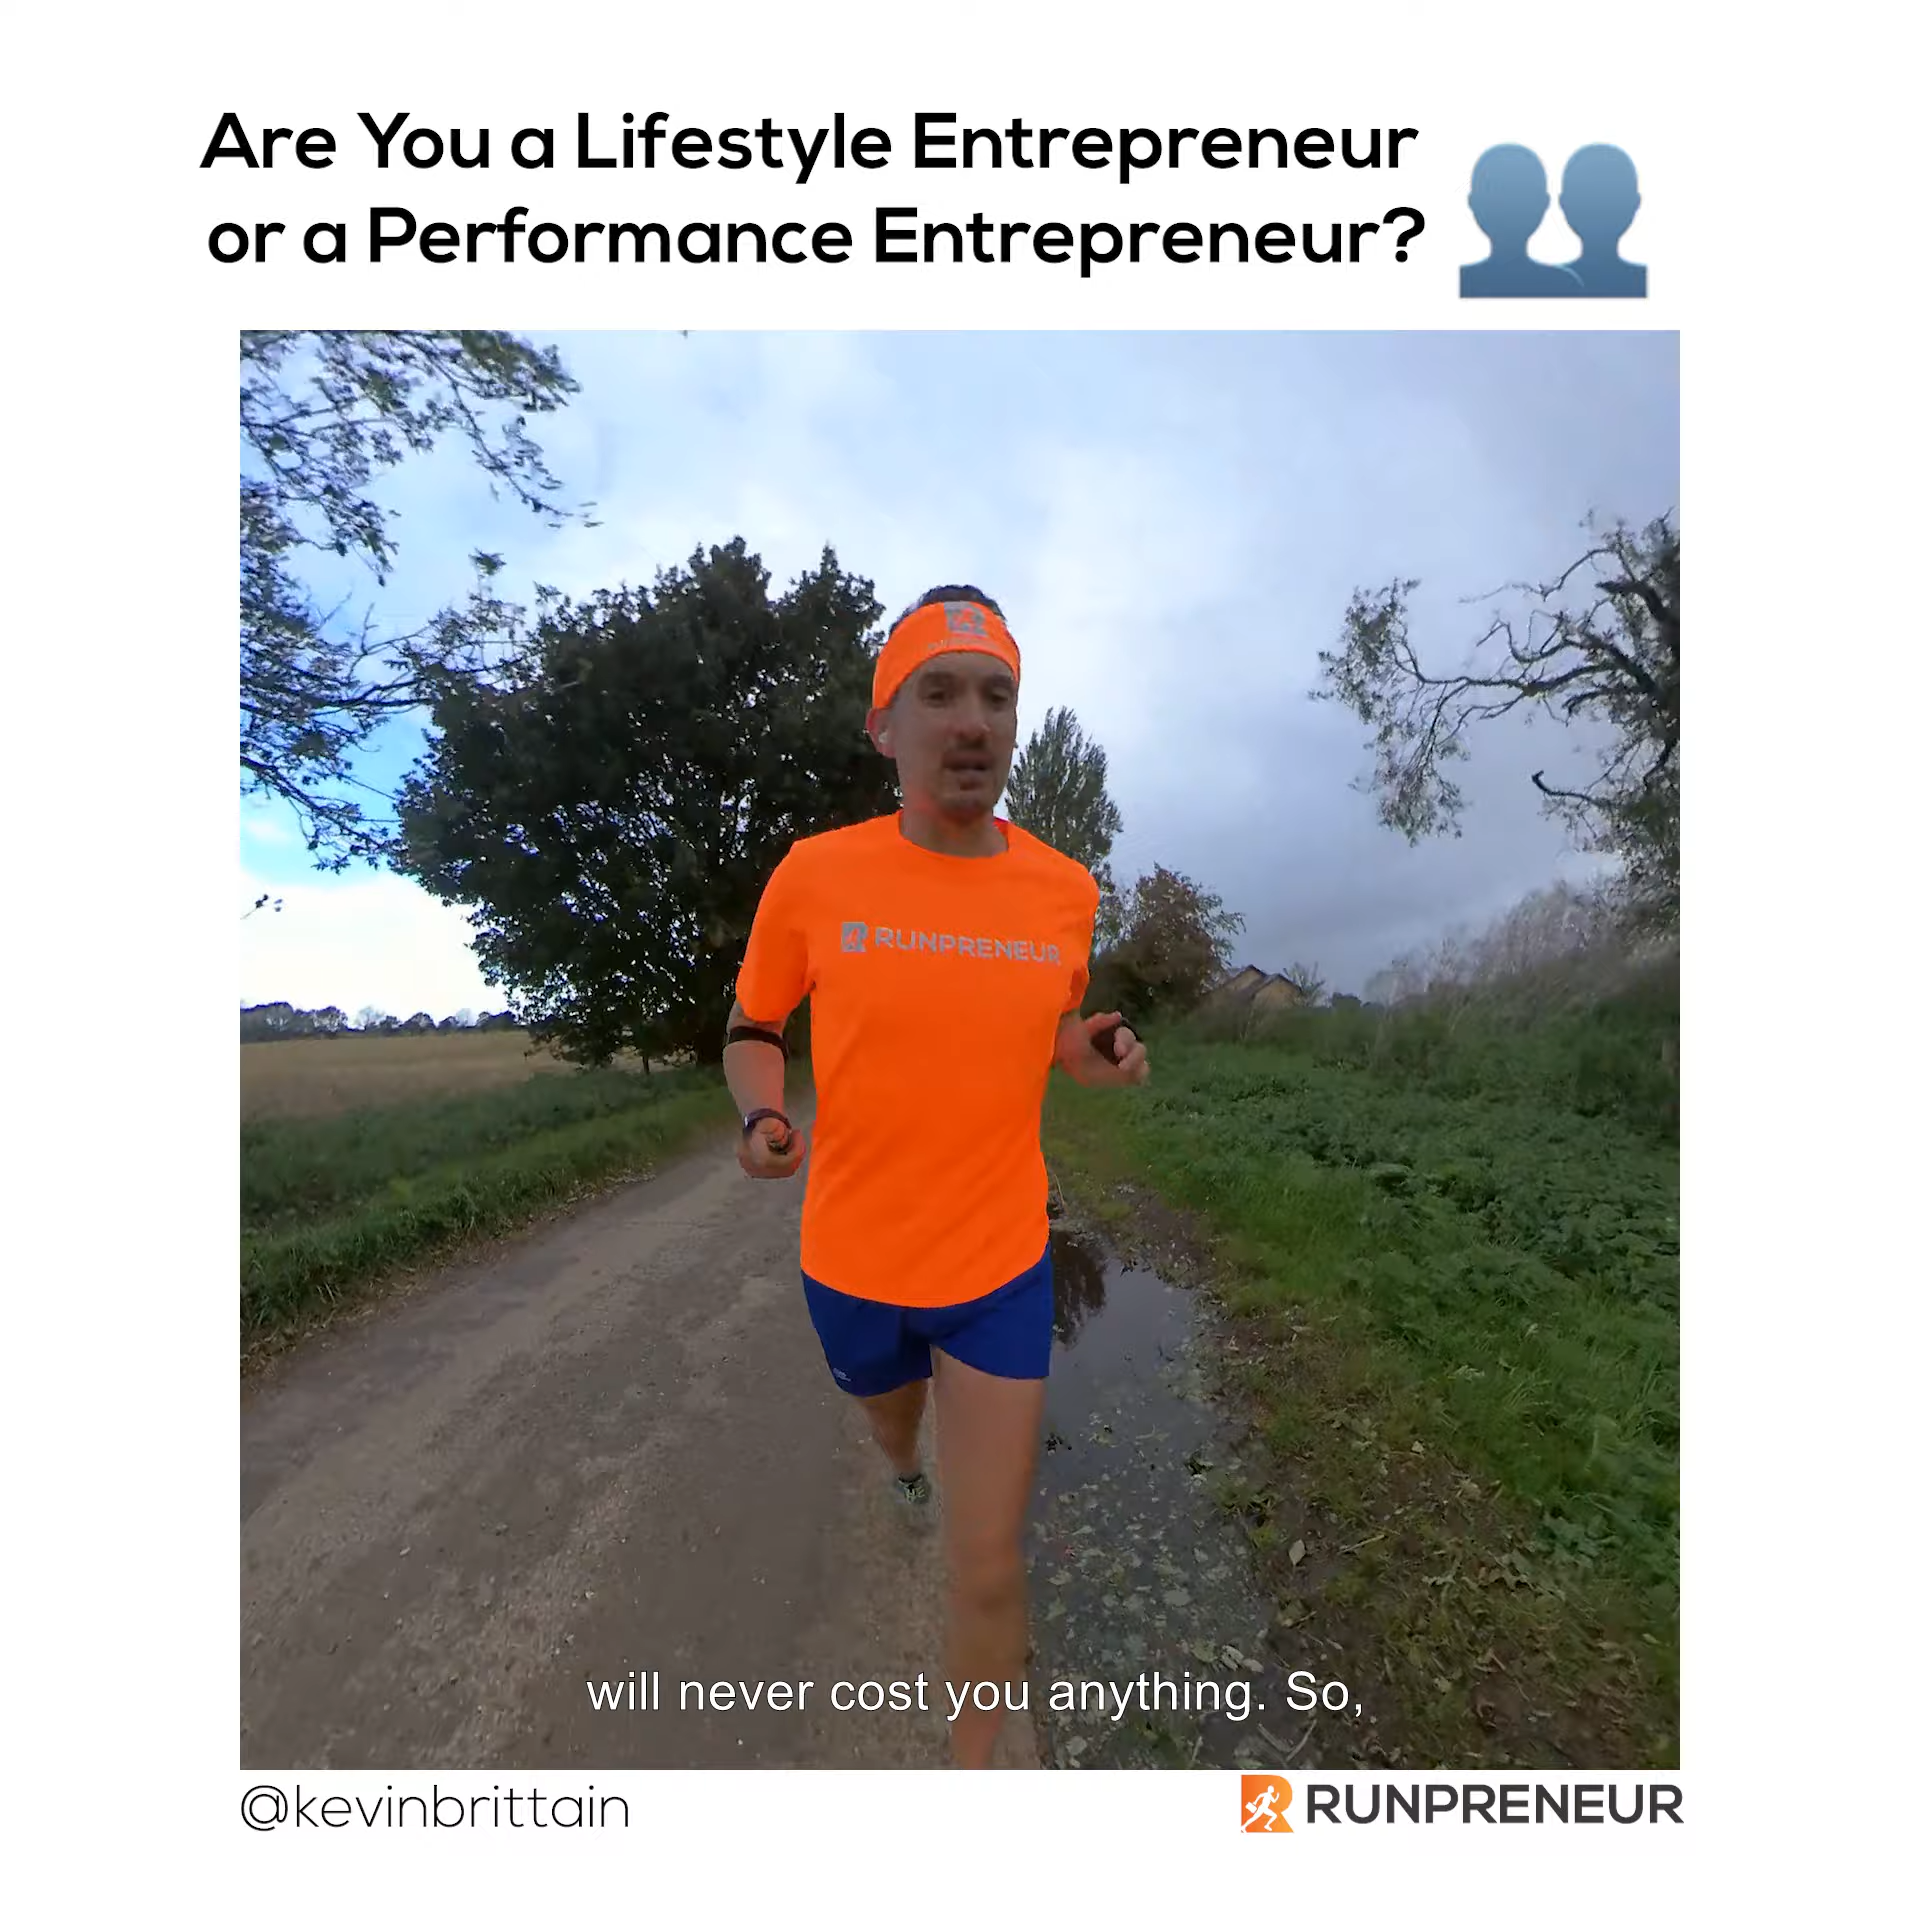 Are You a Lifestyle Entrepreneur
or a Performance Entrepreneur?
RUNPRENEUR
will never cost you anything. So,
@kevinbrittain
RUNPRENEUR